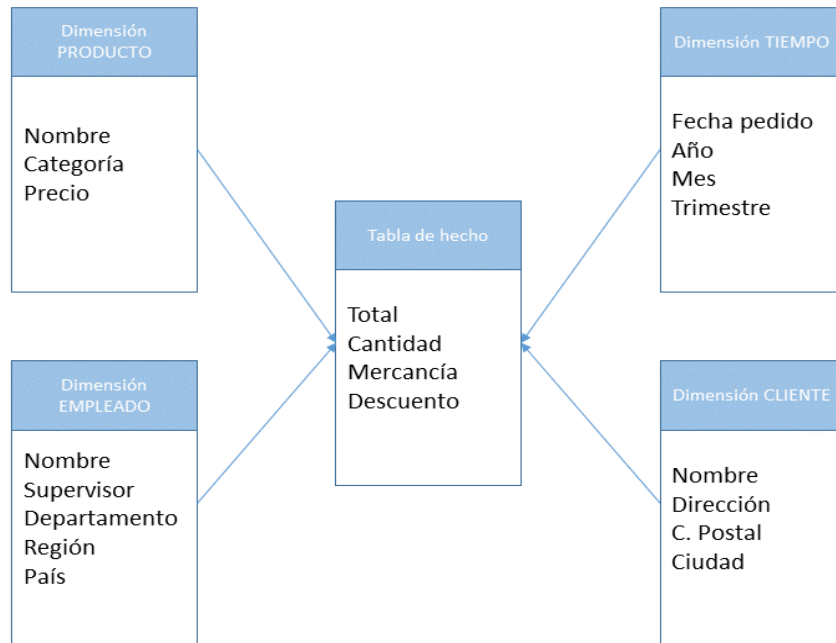 Dimensión
PRODUCTO
Nombre
Categoría
Precio
Dimensión TIEMPO
Fecha pedido
Año
Mes
Trimestre
Tabla de hecho
Total
Cantidad
Mercancía
Descuento
Dimensión
EMPLEADO
Nombre
Supervisor
Departamento
Región
País
Dimensión CLIENTE
Nombre
Dirección
C. Postal
Ciudad